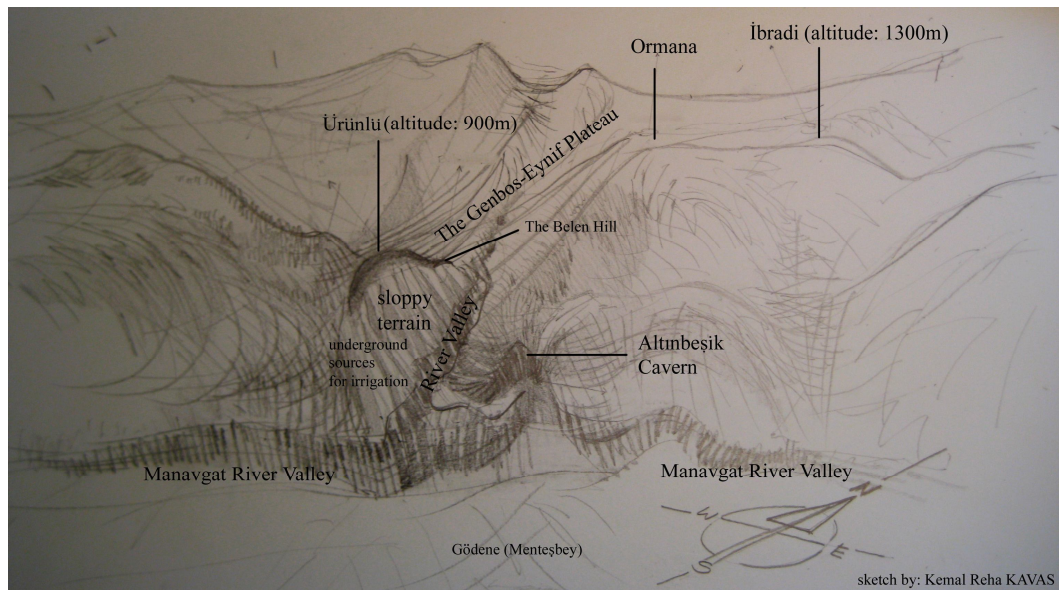 İbradi (altitude: 1300m)
Ormana
Ürünlü (altitude: 900m)
The Genbos-Eynif Plateau
The Belen Hill
sloppy
terrain
underground
sources
for irrigation
River Valley
Altınbeşik
Cavern
Manavgat River Valley
Manavgat River Valley
N
W
E
S
Gödene (Menteşbey)
sketch by: Kemal Reha KAVAS